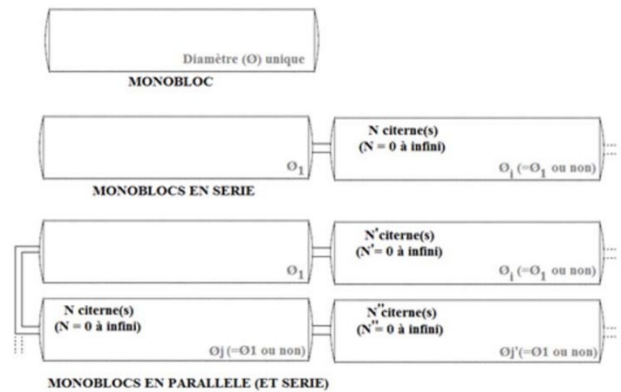 Diamètre (Ø) unique
MONOBLOC
N citerne(s)
(N = 0 à infini)
Ø1
Øi (=Ø1 ou non)
MONOBLOCS EN SERIE
N'citerne(s)
(N'= 0 à infini)
Ø1
Øi (=Ø1 ou non)
N citerne(s)
(N = 0 à infini)
N''citerne(s)
(N''= 0 à infini)
Øj (=Ø1 ou non)
Øj'(=Ø1 ou non)
MONOBLOCS EN PARALLELE (ET SERIE)